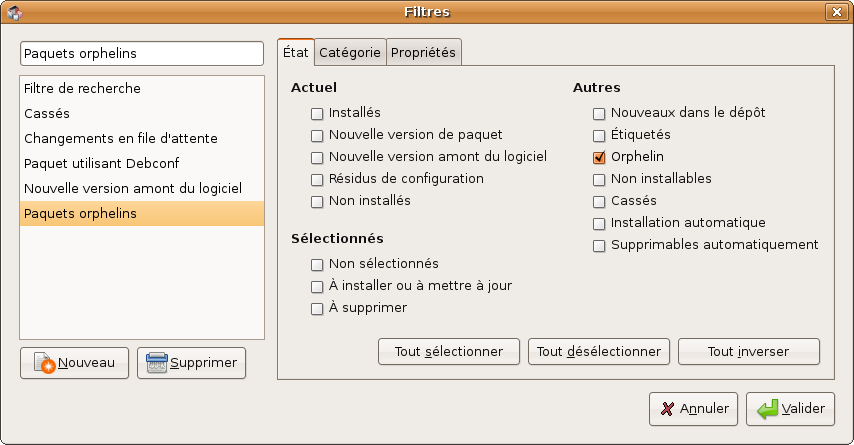 Filtres
Paquets orphelins
Filtre de recherche
Cassés
Changements en file d'attente
Paquet utilisant Debconf
Nouvelle version amont du logiciel
Paquets orphelins
Nouveau
Supprimer
État
Catégorie
Propriétés
Actuel
Installés
Nouvelle version de paquet
Nouvelle version amont du logiciel
Résidus de configuration
Non installés
Sélectionnés
Non sélectionnés
À installer ou à mettre à jour
À supprimer
Autres
Nouveaux dans le dépôt
Étiquetés
Orphelin
Non installables
Cassés
Installation automatique
Supprimables automatiquement
Tout sélectionner
Tout désélectionner
Tout inverser
Annuler
Valider